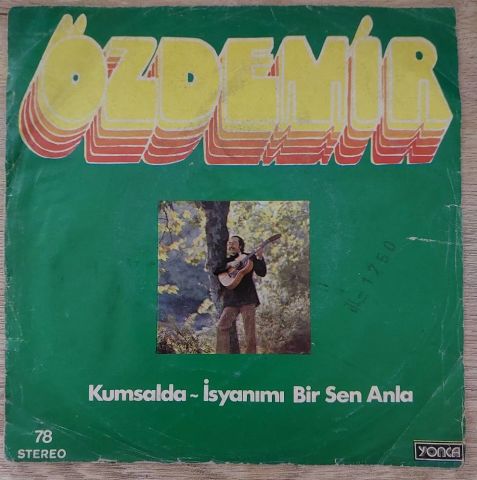 ÖZDEMİR
Kumsalda ~ İsyanımı Bir Sen Anla
78
STEREO
YONCA